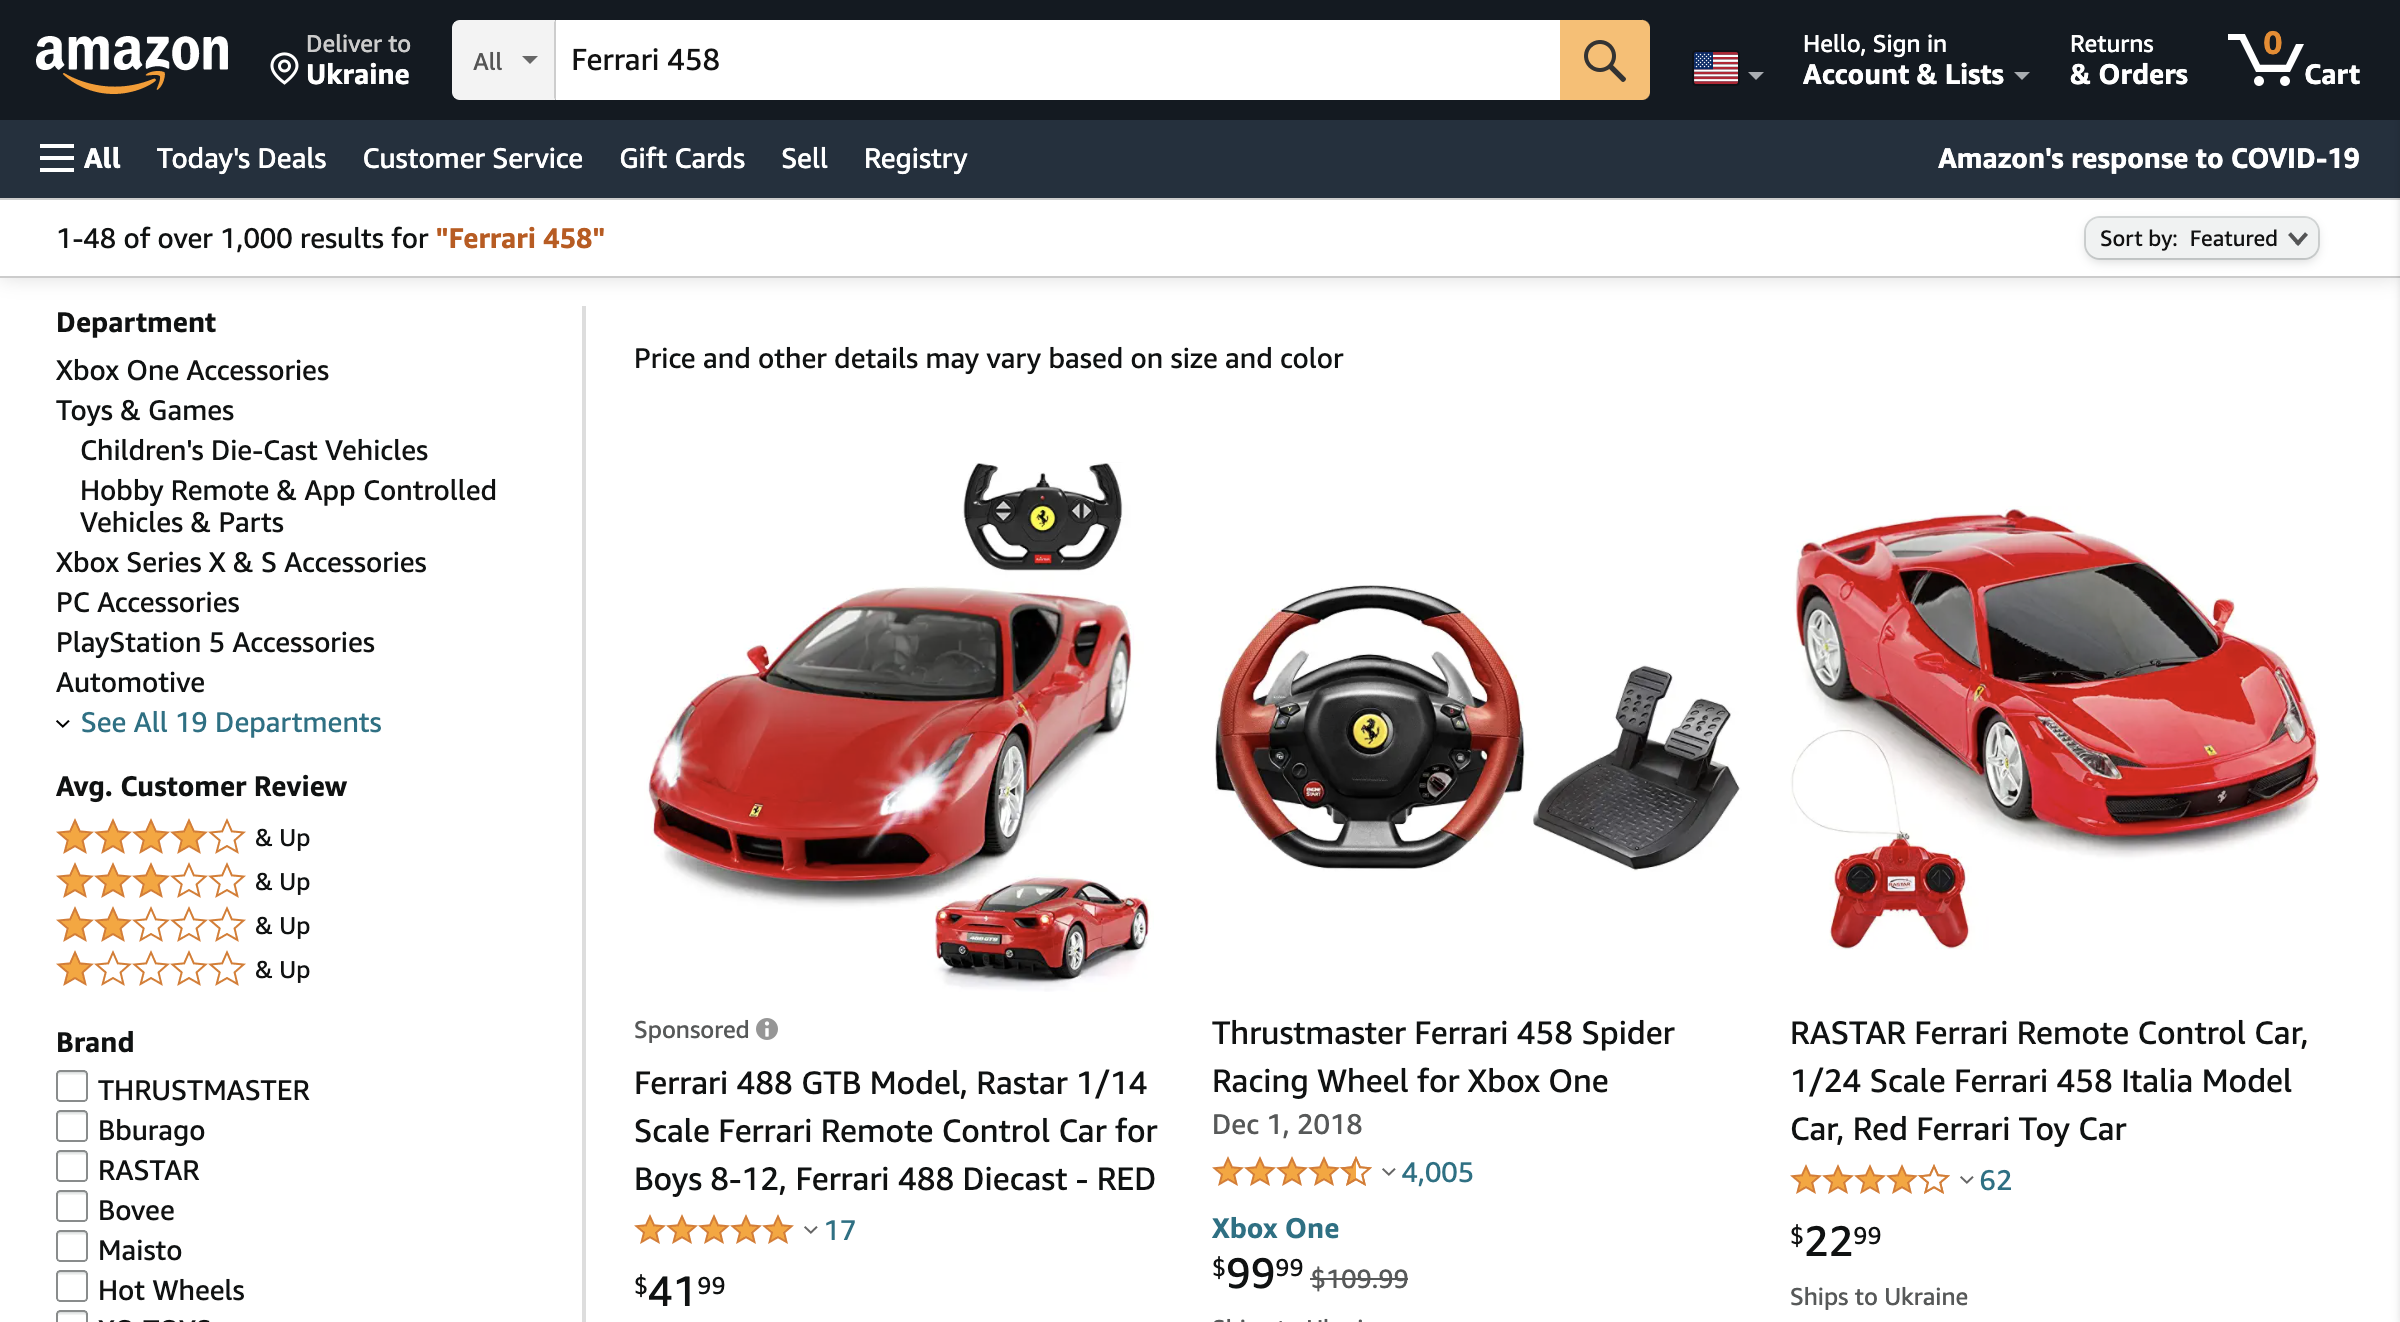 amazon
Deliver to
Ukraine
All
Ferrari 458
Hello, Sign in
Account & Lists
Returns
& Orders
0
Cart
All
Today's Deals
Customer Service
Gift Cards
Sell
Registry
Amazon's response to COVID-19
1-48 of over 1,000 results for "Ferrari 458"
Sort by: Featured
Department
Xbox One Accessories
Toys & Games
Children's Die-Cast Vehicles
Hobby Remote & App Controlled
Vehicles & Parts
Xbox Series X & S Accessories
PC Accessories
PlayStation 5 Accessories
Automotive
See All 19 Departments
Avg. Customer Review
& Up
& Up
& Up
& Up
Brand
THRUSTMASTER
Bburago
RASTAR
Bovee
Maisto
Hot Wheels
Price and other details may vary based on size and color
Sponsored
Ferrari 488 GTB Model, Rastar 1/14
Scale Ferrari Remote Control Car for
Boys 8-12, Ferrari 488 Diecast - RED
17
$41.99
Thrustmaster Ferrari 458 Spider
Racing Wheel for Xbox One
Dec 1, 2018
4,005
Xbox One
$99.99 $109.99
RASTAR
RASTAR Ferrari Remote Control Car,
1/24 Scale Ferrari 458 Italia Model
Car, Red Ferrari Toy Car
62
$22.99
Ships to Ukraine